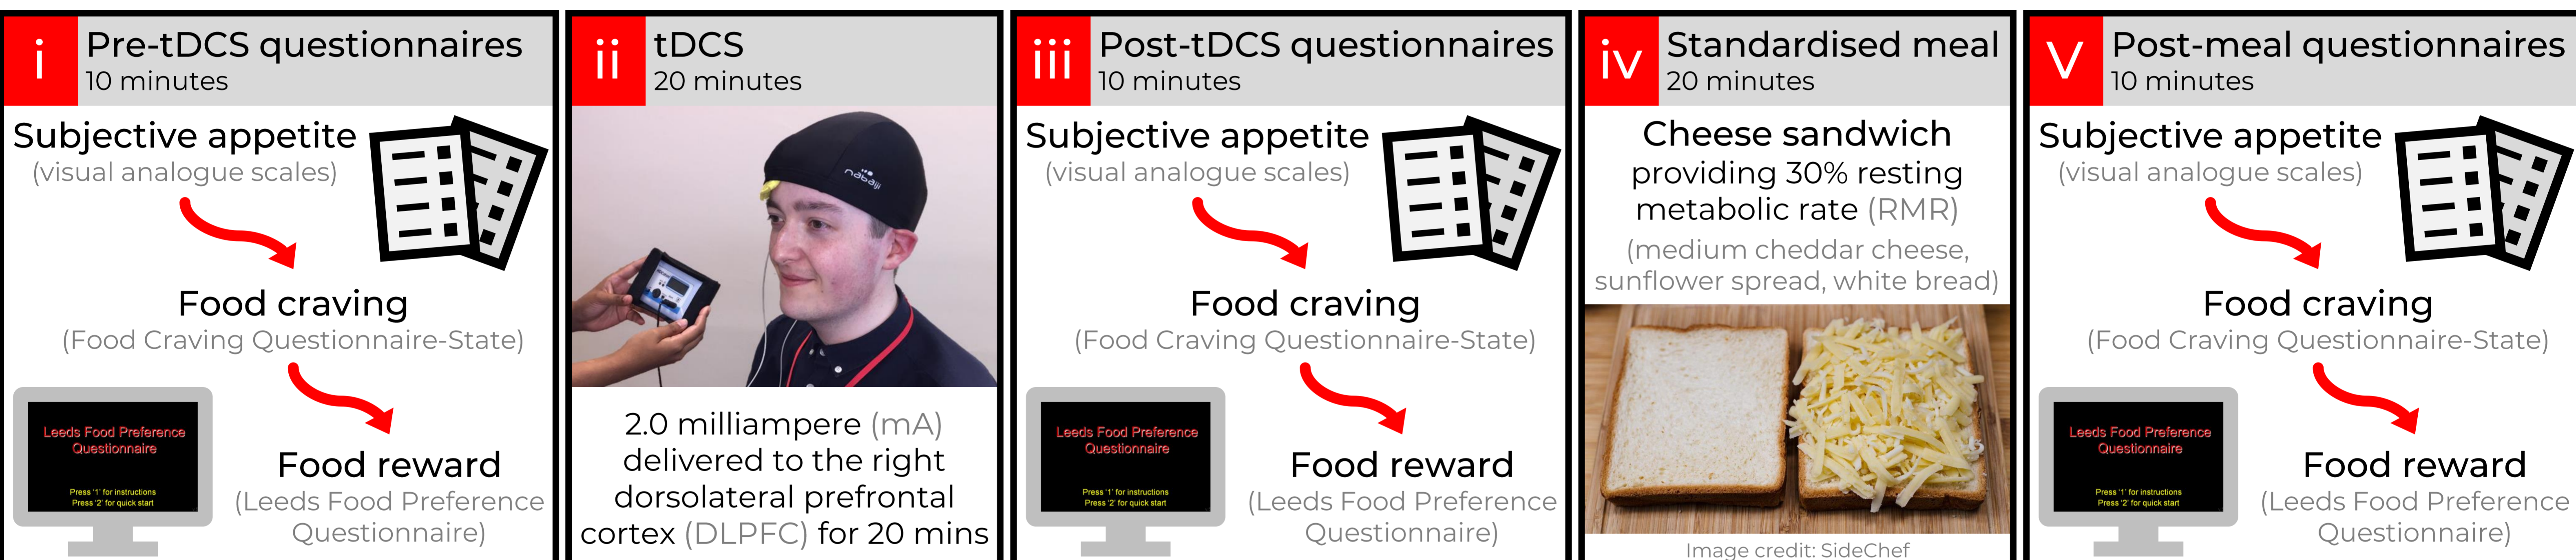 i
Pre-tDCS questionnaires
10 minutes
Subjective appetite
(visual analogue scales)
Food craving
(Food Craving Questionnaire-State)
Leeds Food Preference
Questionnaire
Press '1' for instructions
Press '2' for quick start
Food reward
(Leeds Food Preference
Questionnaire)
ii
tDCS
20 minutes
nabaiji
2.0 milliampere (mA)
delivered to the right
dorsolateral prefrontal
cortex (DLPFC) for 20 mins
iii
Post-tDCS questionnaires
10 minutes
Subjective appetite
(visual analogue scales)
Food craving
(Food Craving Questionnaire-State)
Leeds Food Preference
Questionnaire
Press '1' for instructions
Press '2' for quick start
Food reward
(Leeds Food Preference
Questionnaire)
iv
Standardised meal
20 minutes
Cheese sandwich
providing 30% resting
metabolic rate (RMR)
(medium cheddar cheese,
sunflower spread, white bread)
Image credit: SideChef
v
Post-meal questionnaires
10 minutes
Subjective appetite
(visual analogue scales)
Food craving
(Food Craving Questionnaire-State)
Leeds Food Preference
Questionnaire
Press '1' for instructions
Press '2' for quick start
Food reward
(Leeds Food Preference
Questionnaire)